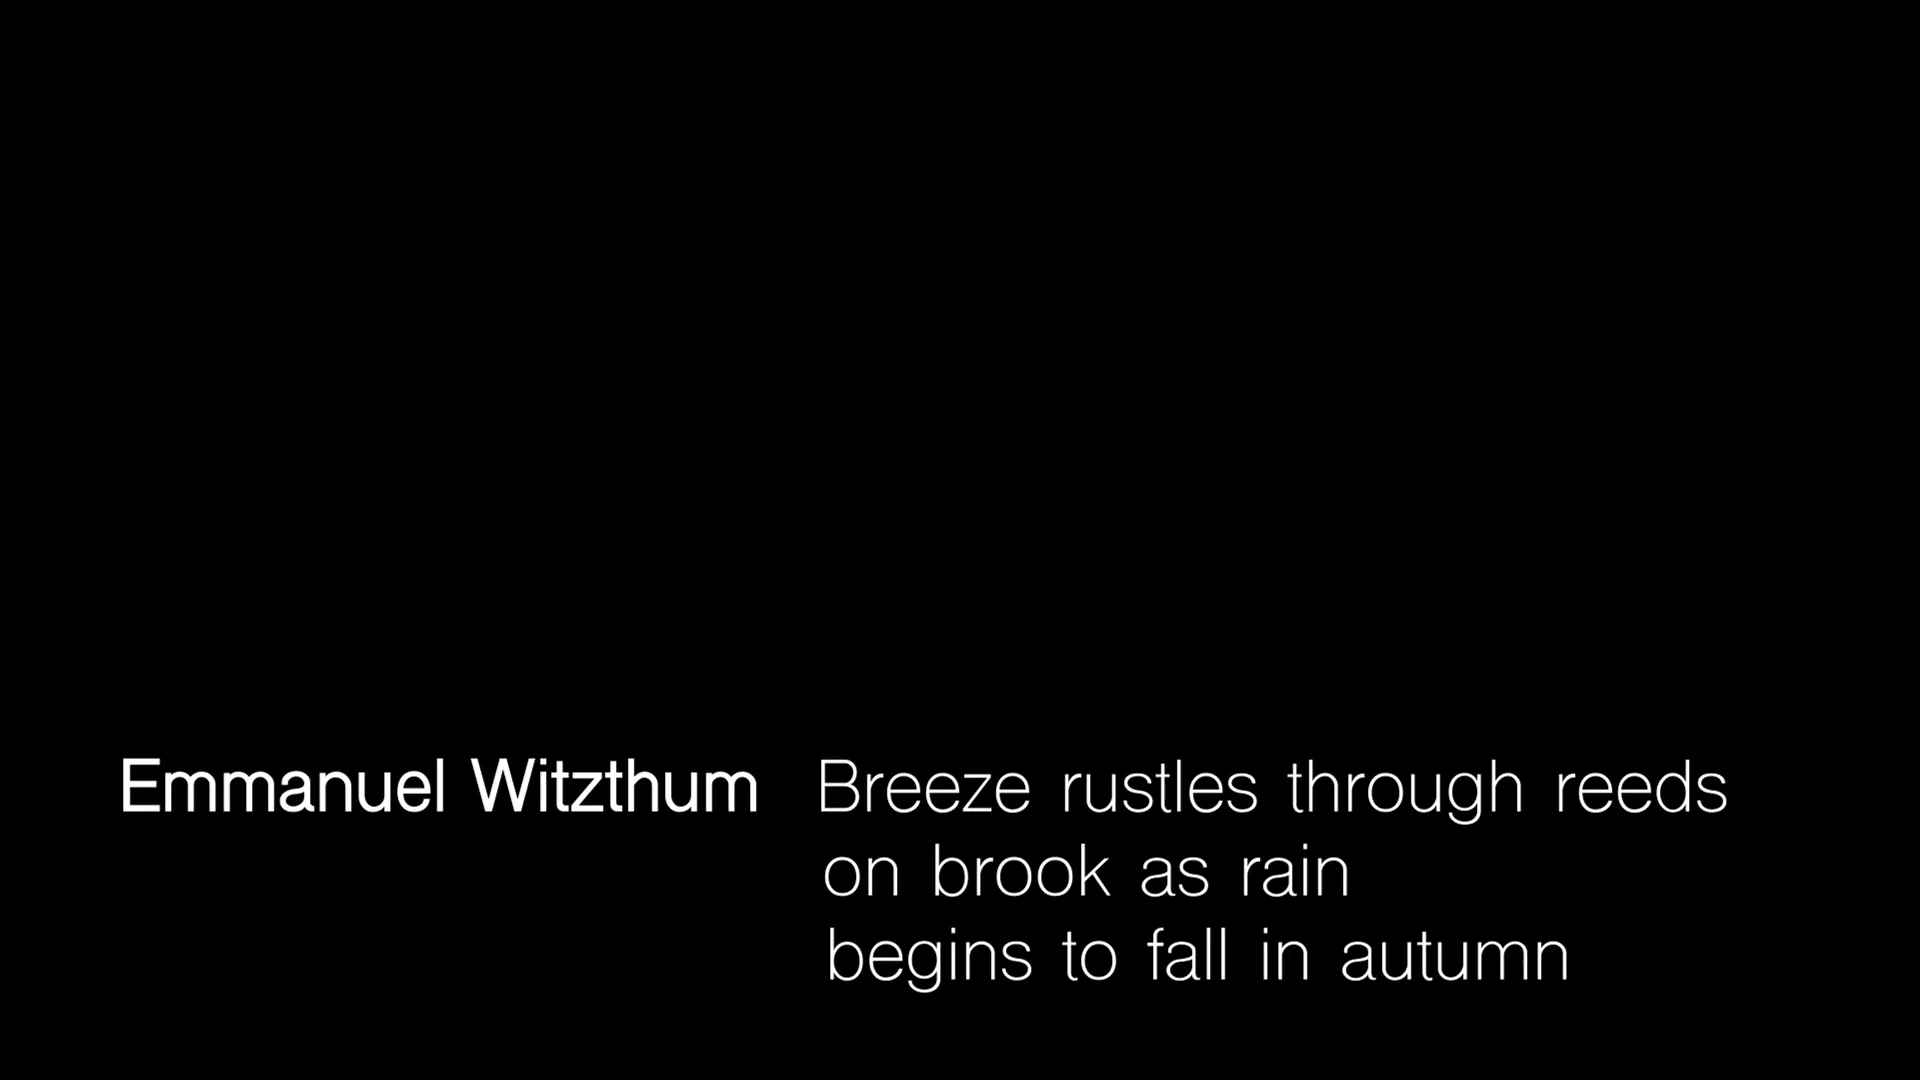 Emmanuel Witzthum Breeze rustles through reeds
on brook as rain
begins to fall in autumn